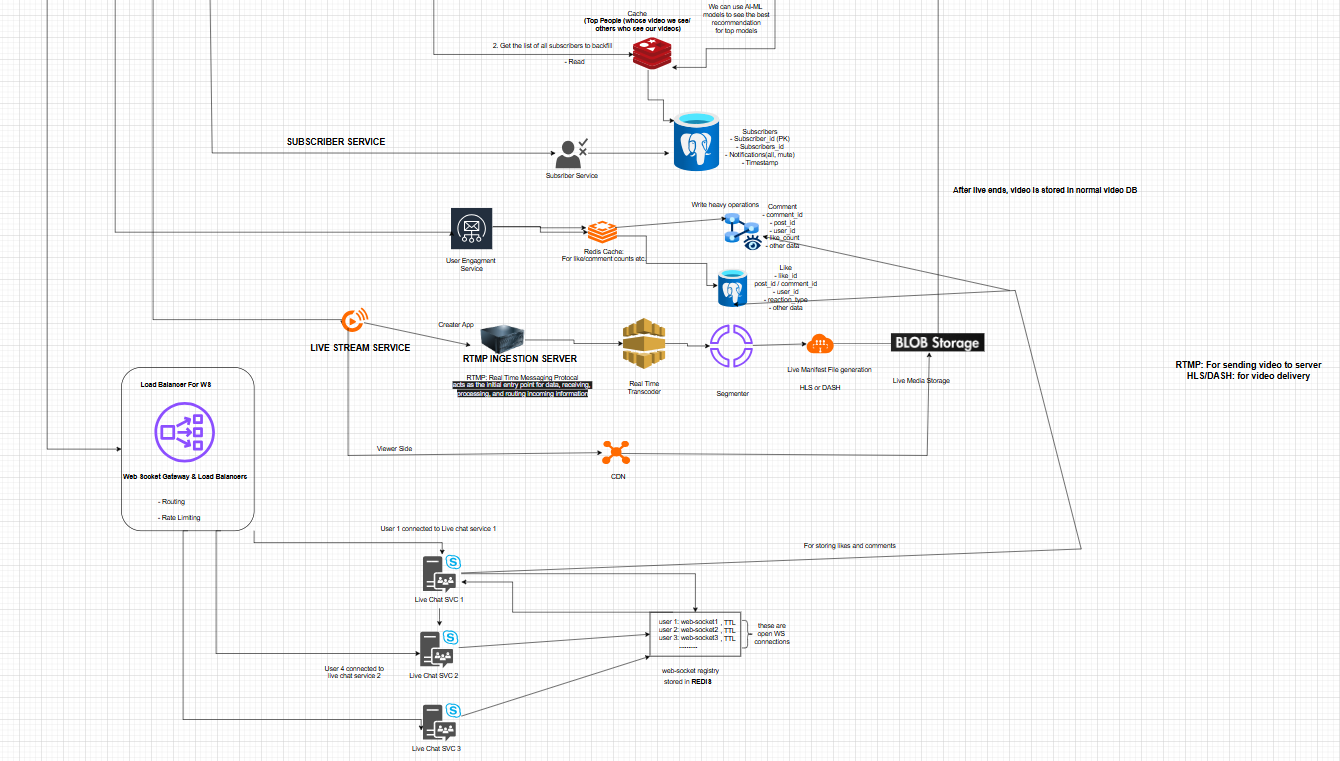 Cache
(Top People (whose video we see/
others who see our videos)
We can use AI-ML
models to see the best
recommendation
for top models
2. Get the list of all subscribers to backfill
- Read
SUBSCRIBER SERVICE
Subsriber Service
Subscribers
- Subscriber_id (PK)
- Subscribers_id
- Notifications(all, mute)
- Timestamp
After live ends, video is stored in normal video DB
Write heavy operations
Comment
- comment_id
- post_id
- user_id
- like_count
- other data
User Engagment
Service
Redis Cache:
For like/comment counts etc.
Like
- like_id
post_id / comment_id
- user_id
- reaction_type
- other data
LIVE STREAM SERVICE
Creater App
RTMP INGESTION SERVER
RTMP: Real Time Messaging Protocal
acts as the initial entry point for data, receiving,
processing, and routing incoming information
Real Time
Transcoder
Segmenter
Live Manifest File generation
HLS or DASH
BLOB Storage
Live Media Storage
RTMP: For sending video to server
HLS/DASH: for video delivery
Load Balancer For WS
Web Socket Gateway & Load Balancers
- Routing
- Rate Limiting
Viewer Side
CDN
User 1 connected to Live chat service 1
For storing likes and comments
Live Chat SVC 1
user 1: web-socket1 , TTL
user 2: web-socket2 , TTL
user 3: web-socket3 , TTL
---------
these are
open WS
connections
web-socket registry
stored in REDIS
User 4 connected to
live chat service 2
Live Chat SVC 2
Live Chat SVC 3